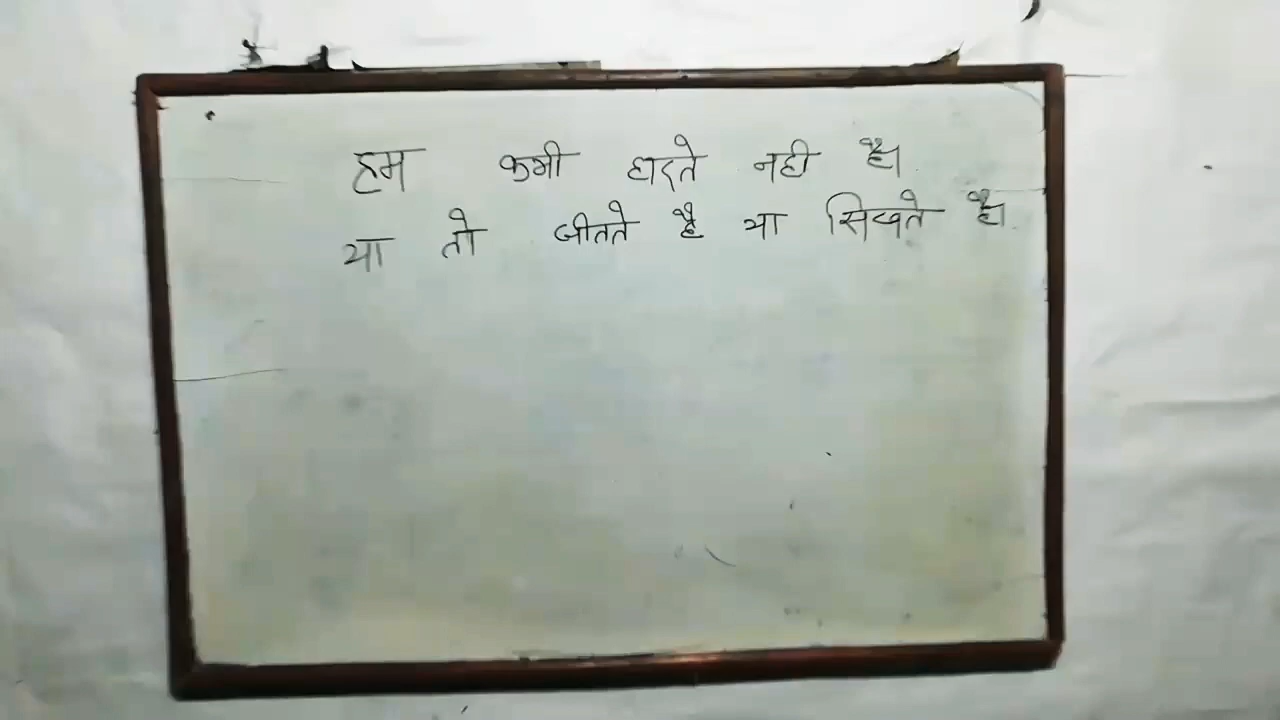 हम कभी हारते नही है।
या तो जीतते है या सिखते है।